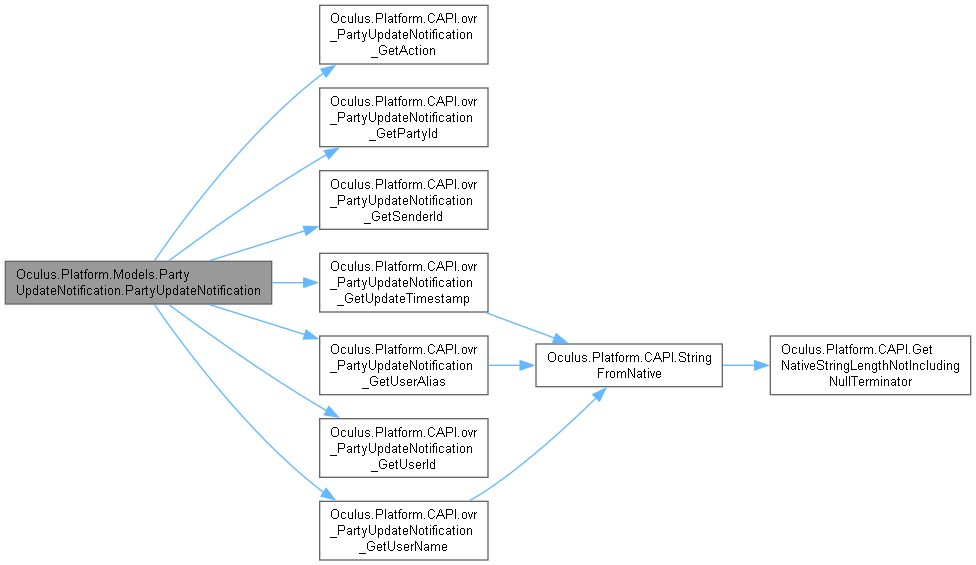 Oculus.Platform.CAPI.ovr
_PartyUpdateNotification
_GetAction
Oculus.Platform.CAPI.ovr
_PartyUpdateNotification
_GetPartyId
Oculus.Platform.CAPI.ovr
_PartyUpdateNotification
_GetSenderId
Oculus.Platform.Models.Party
UpdateNotification.PartyUpdateNotification
Oculus.Platform.CAPI.ovr
_PartyUpdateNotification
_GetUpdateTimestamp
Oculus.Platform.CAPI.ovr
_PartyUpdateNotification
_GetUserAlias
Oculus.Platform.CAPI.String
FromNative
Oculus.Platform.CAPI.Get
NativeStringLengthNotIncluding
NullTerminator
Oculus.Platform.CAPI.ovr
_PartyUpdateNotification
_GetUserId
Oculus.Platform.CAPI.ovr
_PartyUpdateNotification
_GetUserName